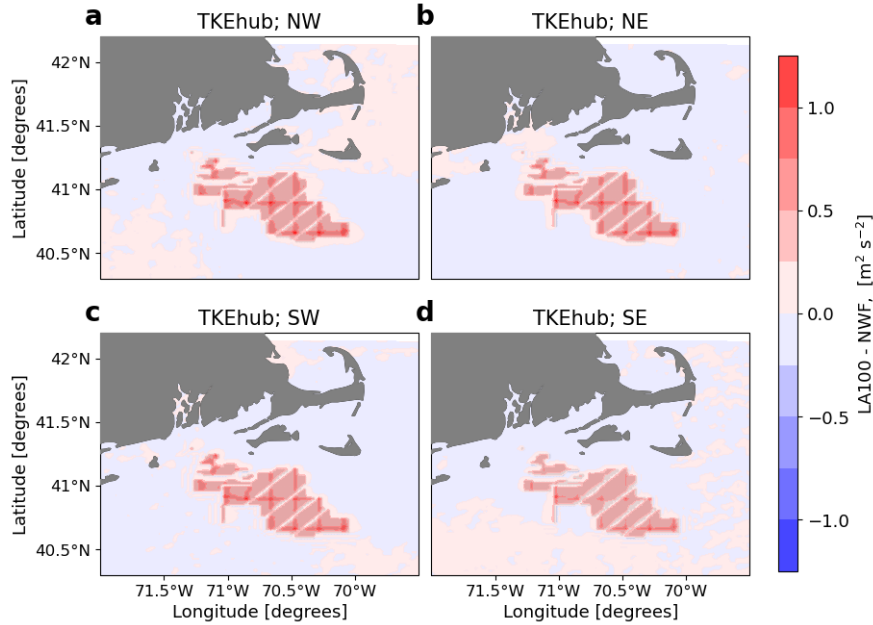 a TKEhub; NW
b TKEhub; NE
42°N
41.5°N
41°N
40.5°N
Latitude [degrees]
c TKEhub; SW
d TKEhub; SE
42°N
41.5°N
41°N
40.5°N
Latitude [degrees]
71.5°W 71°W 70.5°W 70°W
Longitude [degrees]
71.5°W 71°W 70.5°W 70°W
Longitude [degrees]
1.0
0.5
0.0
−0.5
−1.0
LA100 - NWF, [m² s⁻²]